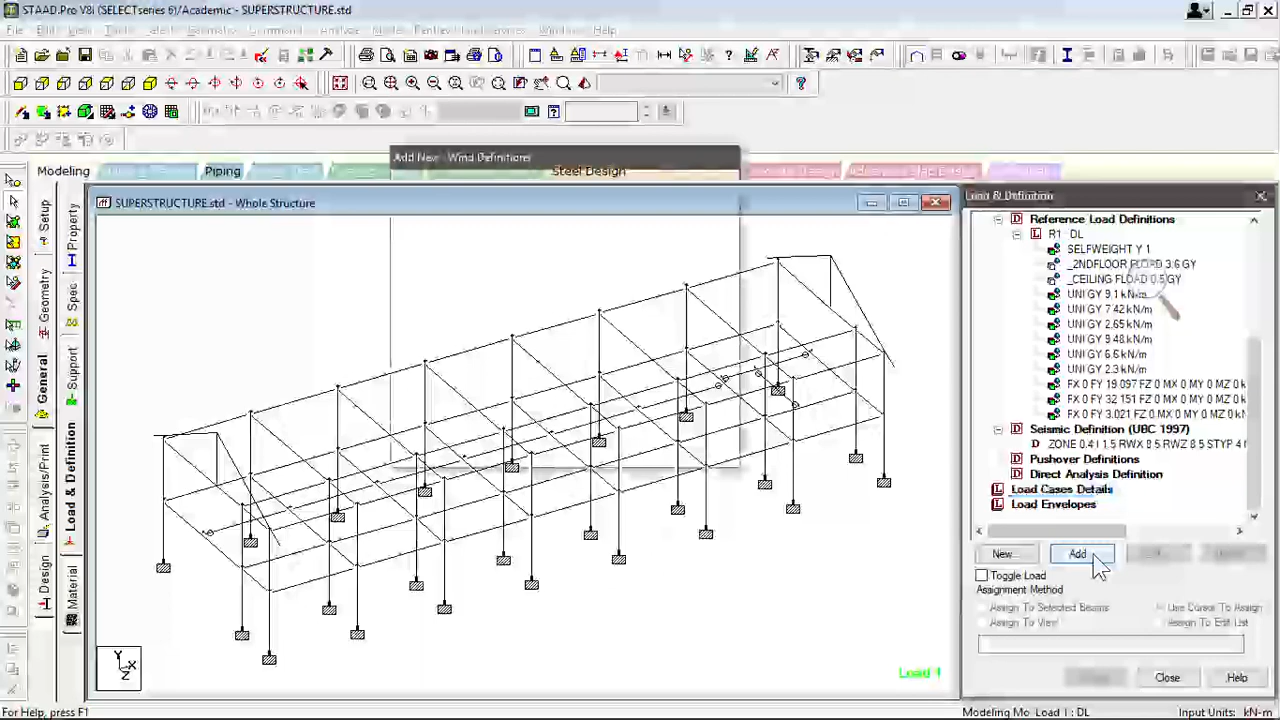 STAAD.Pro V8i (SELECTseries 6)/Academic - SUPERSTRUCTURE.std
Help
Modeling
Piping
Steel Design
Add New : Wind Definitions
SUPERSTRUCTURE.std - Whole Structure
Load & Definition
Setup
Geometry
General
Analysis/Print
Design
Property
Spec
Support
Load & Definition
Material
Reference Load Definitions
R1 : DL
SELFWEIGHT Y 1
_2NDFLOOR FLOAD 3.6 GY
_CEILING FLOAD 0.5 GY
UNI GY 9.1 kN/m
UNI GY 7.42 kN/m
UNI GY 2.65 kN/m
UNI GY 9.48 kN/m
UNI GY 6.6 kN/m
UNI GY 2.3 kN/m
FX 0 FY 19.097 FZ 0 MX 0 MY 0 MZ 0 k
FX 0 FY 32.151 FZ 0 MX 0 MY 0 MZ 0 k
FX 0 FY 3.021 FZ 0 MX 0 MY 0 MZ 0 kN
Seismic Definition (UBC 1997)
ZONE 0.4 I 1.5 RWX 8.5 RWZ 8.5 STYP 4
Pushover Definitions
Direct Analysis Definition
Load Cases Details
Load Envelopes
New...
Add
Toggle Load
Assignment Method
Assign To Selected Beams
Use Cursor To Assign
Assign To View
Assign To Edit List
Close
Help
Y
X
Z
Load 1
For Help, press F1
Modeling Mo Load 1 : DL
Input Units: kN-m